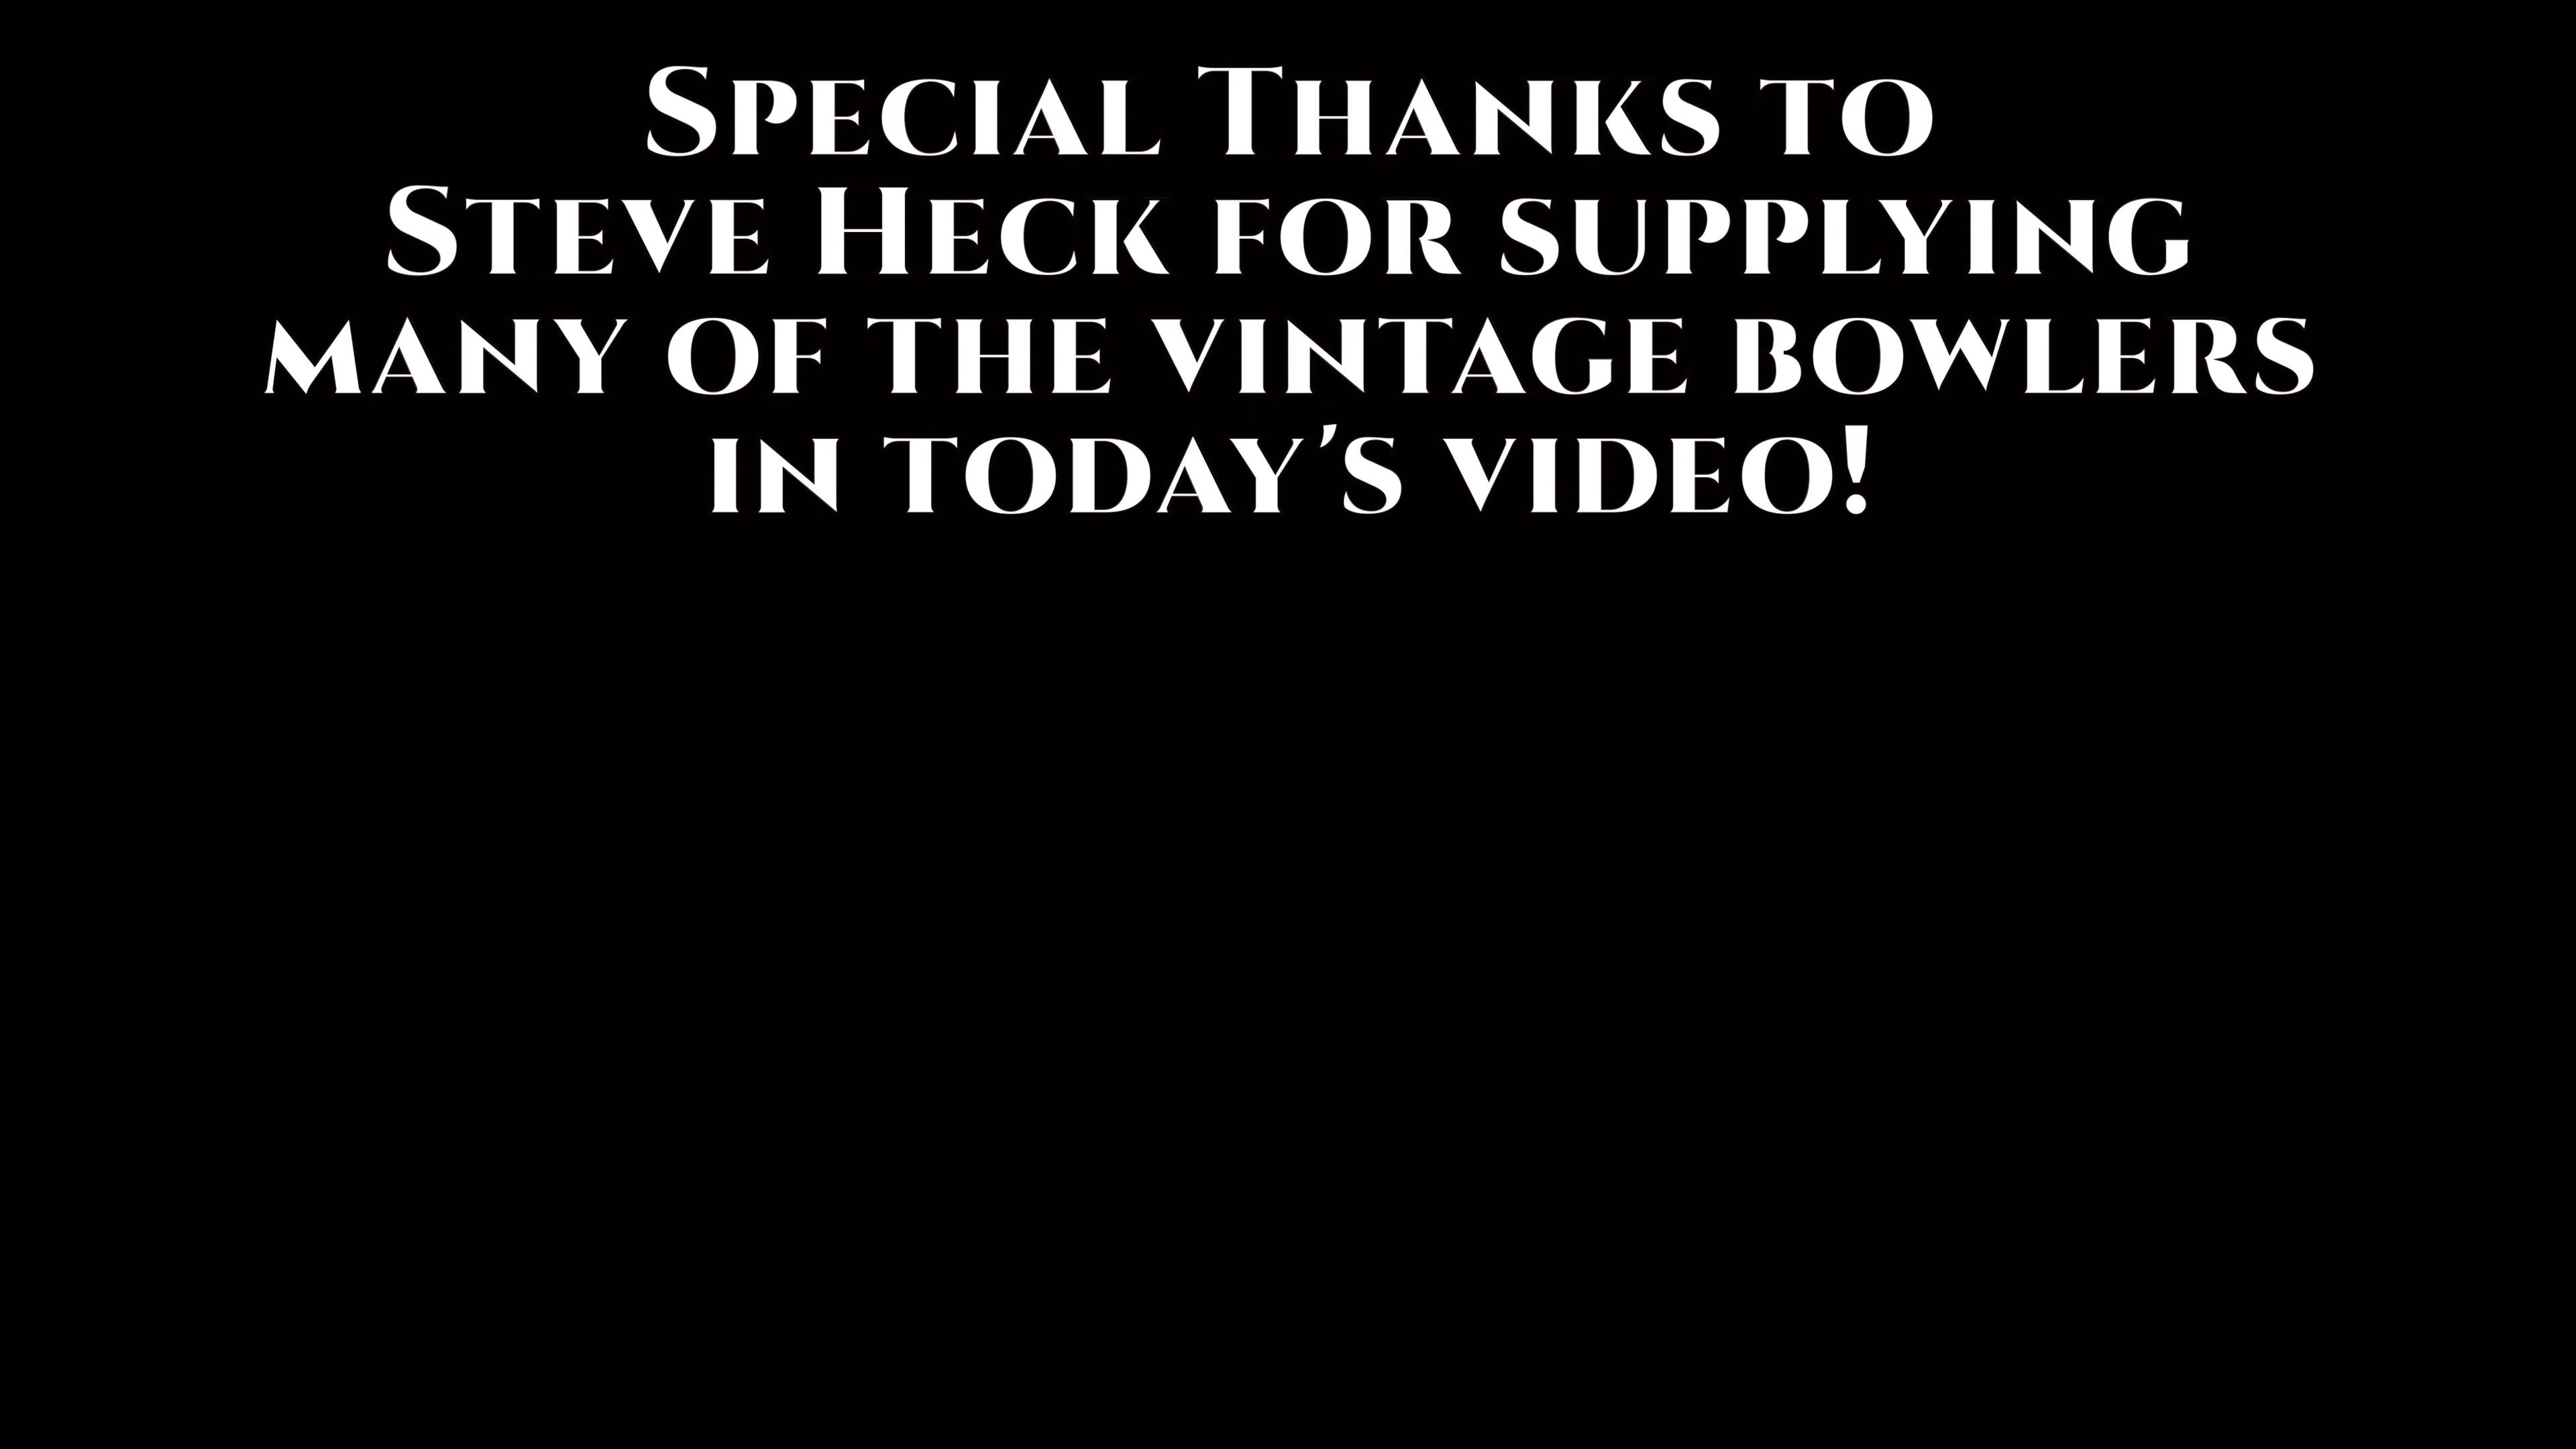 Special Thanks to
Steve Heck for supplying
many of the vintage bowlers
in today's video!